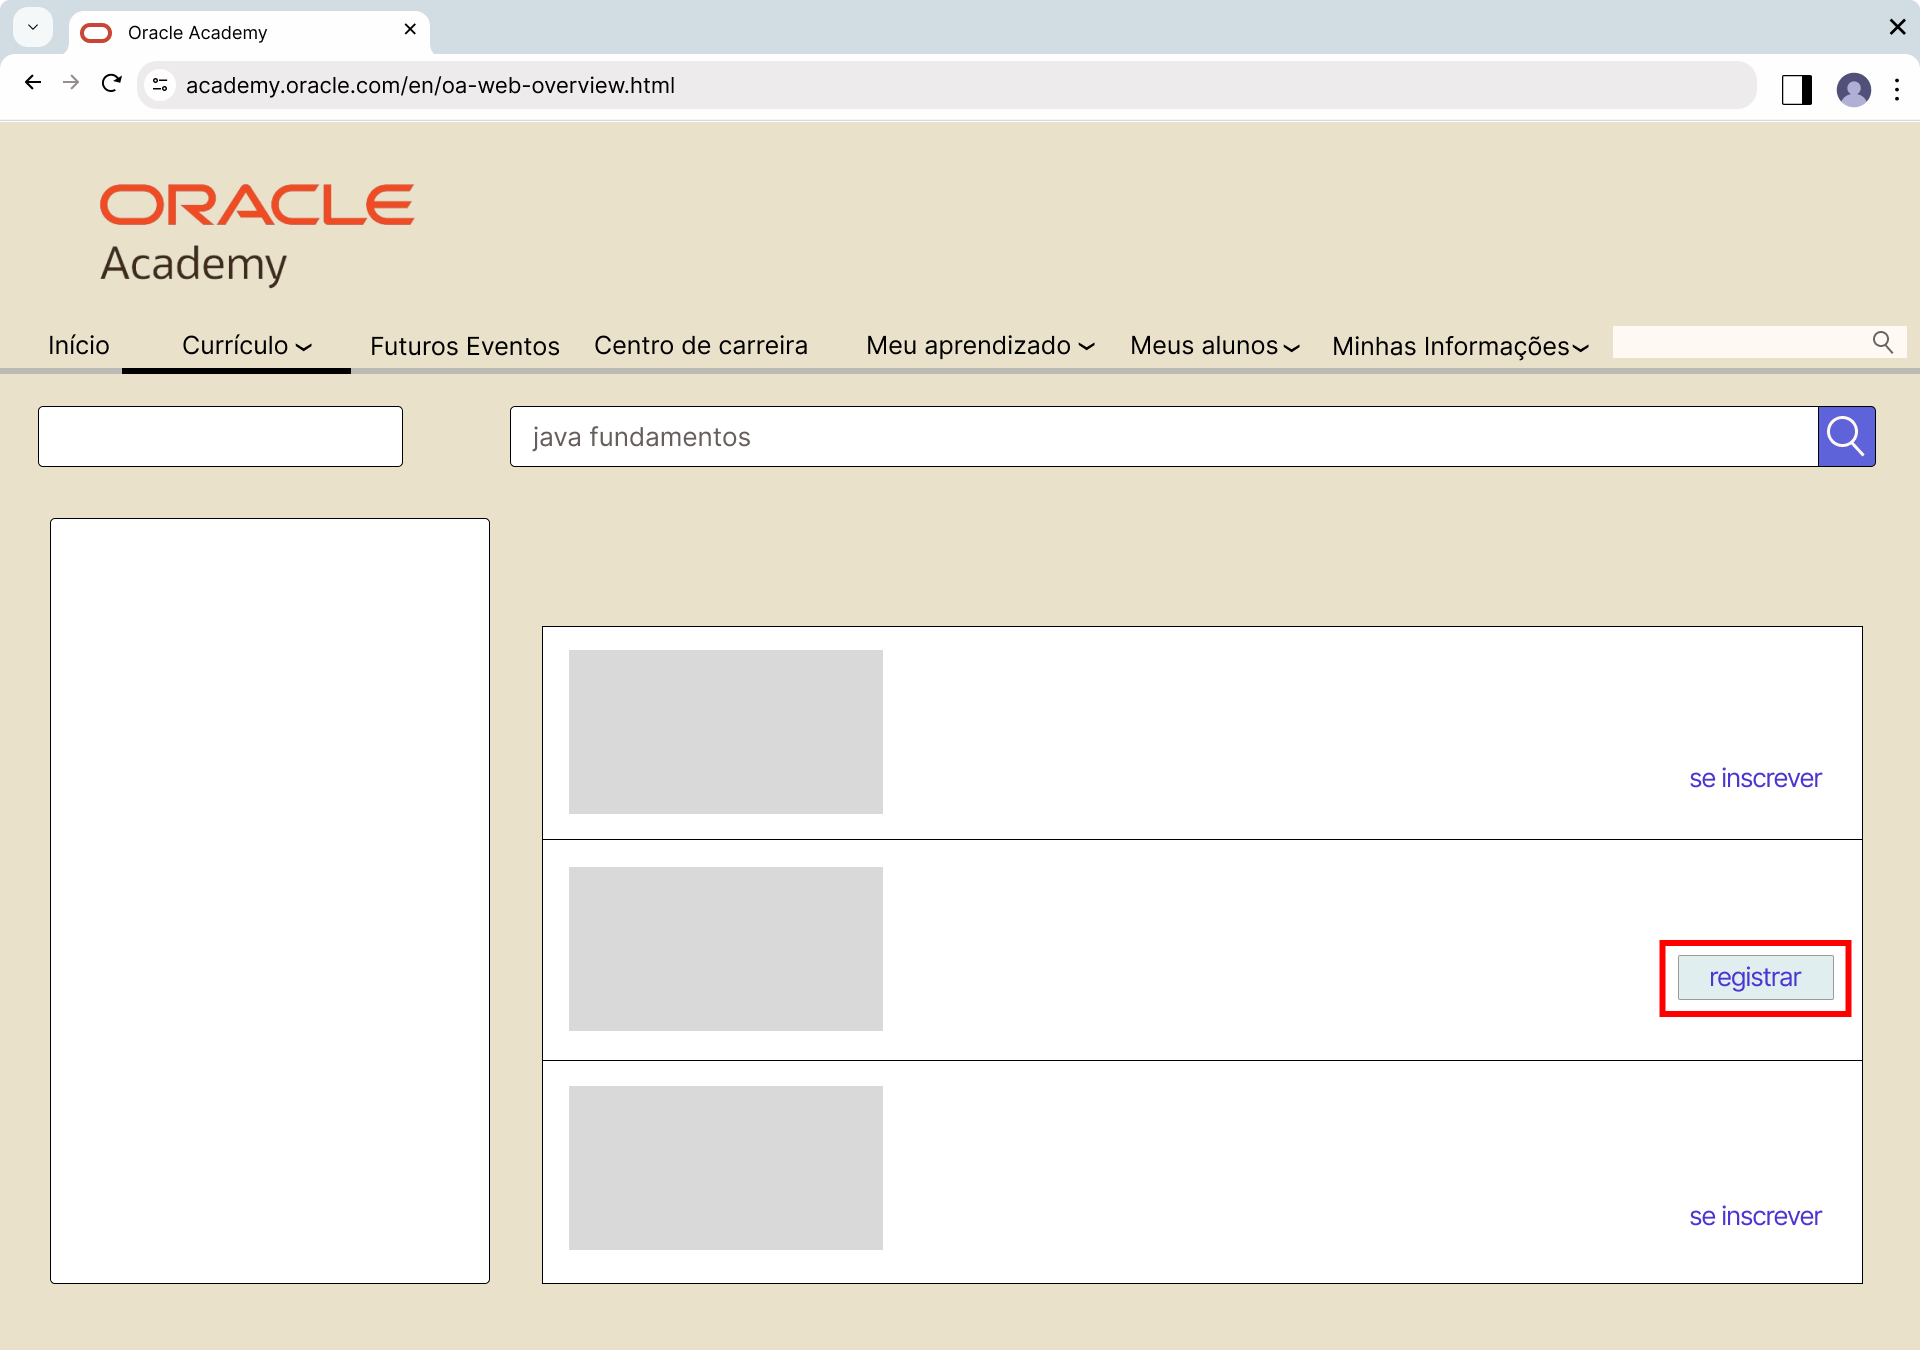 Oracle Academy
academy.oracle.com/en/oa-web-overview.html
ORACLE
Academy
Início Currículo Futuros Eventos Centro de carreira Meu aprendizado Meus alunos Minhas Informações
java fundamentos
se inscrever
registrar
se inscrever